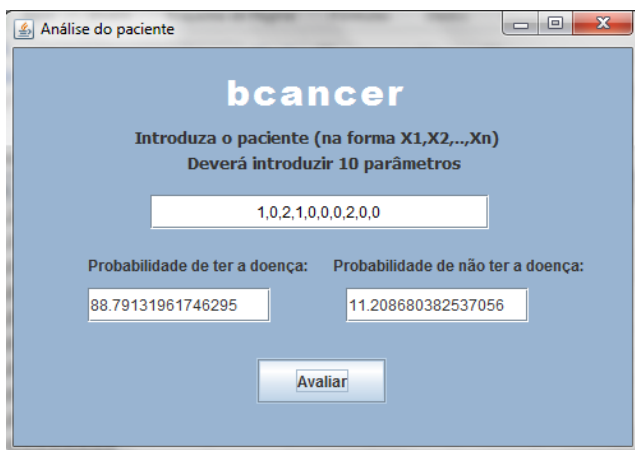 Análise do paciente
bcancer
Introduza o paciente (na forma X1,X2,..,Xn)
Deverá introduzir 10 parâmetros
1,0,2,1,0,0,0,2,0,0
Probabilidade de ter a doença: Probabilidade de não ter a doença:
88.79131961746295 11.208680382537056
Avaliar